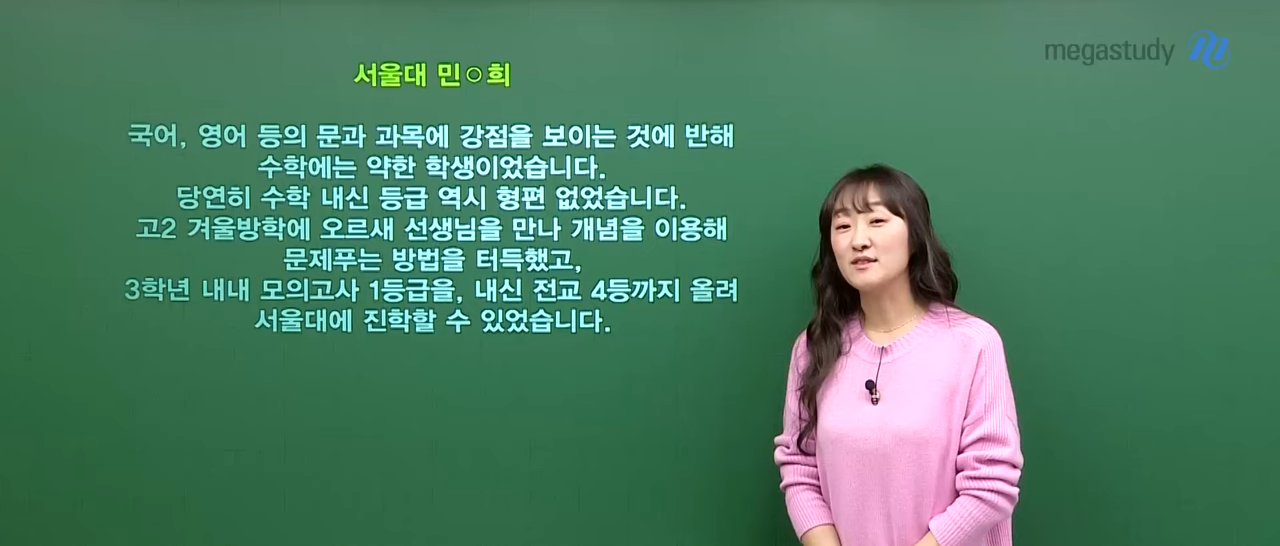 megastudy
서울대 민○희
국어, 영어 등의 문과 과목에 강점을 보이는 것에 반해
수학에는 약한 학생이었습니다.
당연히 수학 내신 등급 역시 형편 없었습니다.
고2 겨울방학에 오르새 선생님을 만나 개념을 이용해
문제푸는 방법을 터득했고,
3학년 내내 모의고사 1등급을, 내신 전교 4등까지 올려
서울대에 진학할 수 있었습니다.